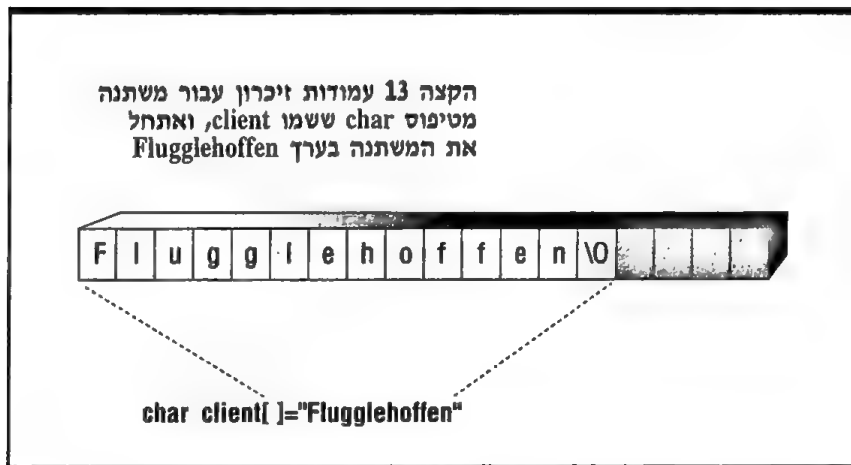 הקצה 13 עמודות זיכרון עבור משתנה
מטיפוס char ששמו client, ואתחל
את המשתנה בערך Flugglehoffen
F l u g g l e h o f f e n \0
char client[ ]="Flugglehoffen"